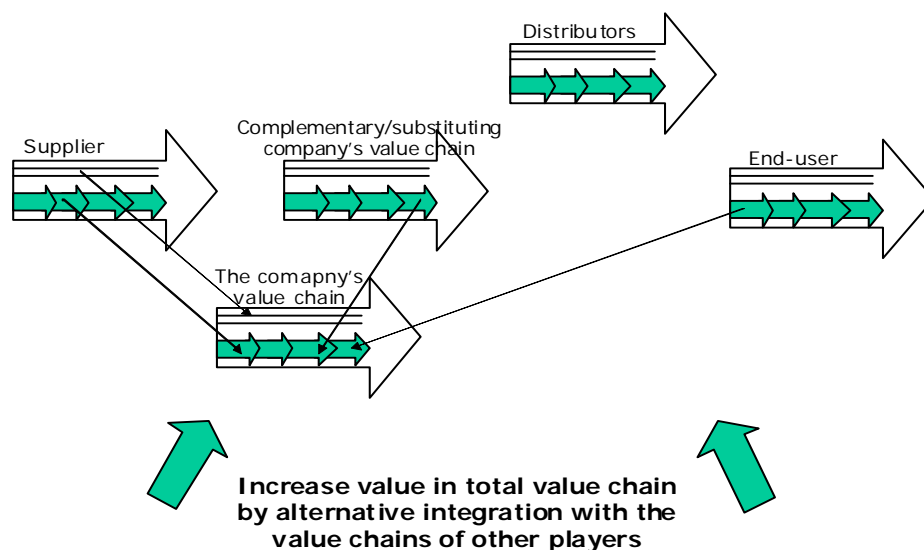 Distributors
Complementary/substituting
company's value chain
Supplier
End-user
The comapny's
value chain
Increase value in total value chain
by alternative integration with the
value chains of other players